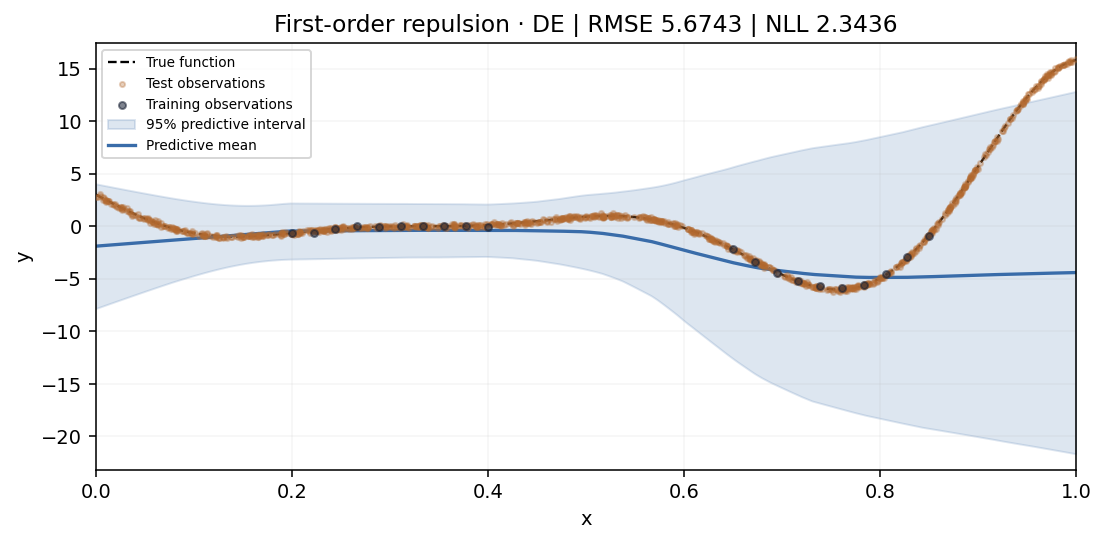 First-order repulsion · DE | RMSE 5.6743 | NLL 2.3436
True function
Test observations
Training observations
95% predictive interval
Predictive mean
15
10
5
0
−5
−10
−15
−20
y
0.0 0.2 0.4 0.6 0.8 1.0
x